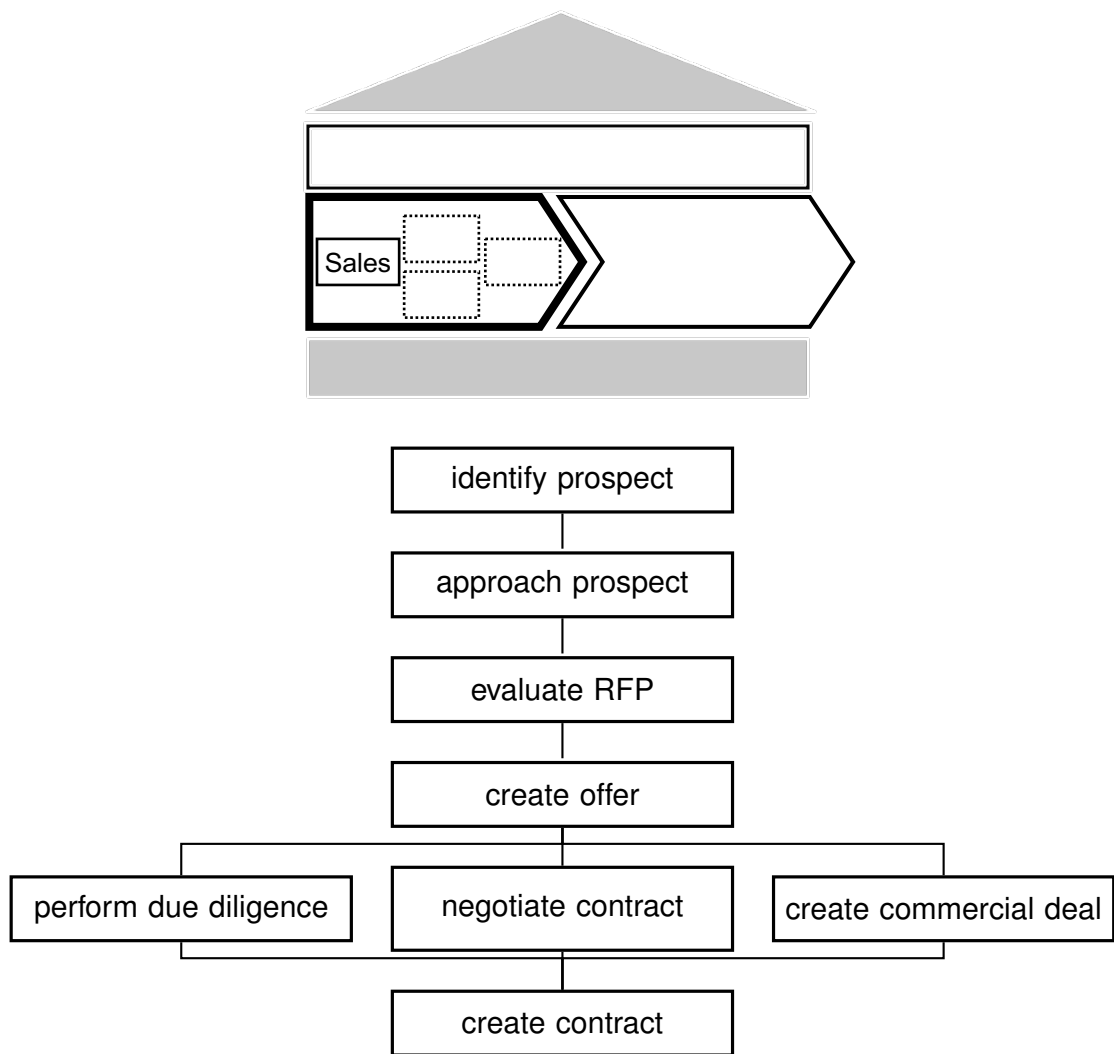 Sales
identify prospect
approach prospect
evaluate RFP
create offer
perform due diligence
negotiate contract
create commercial deal
create contract